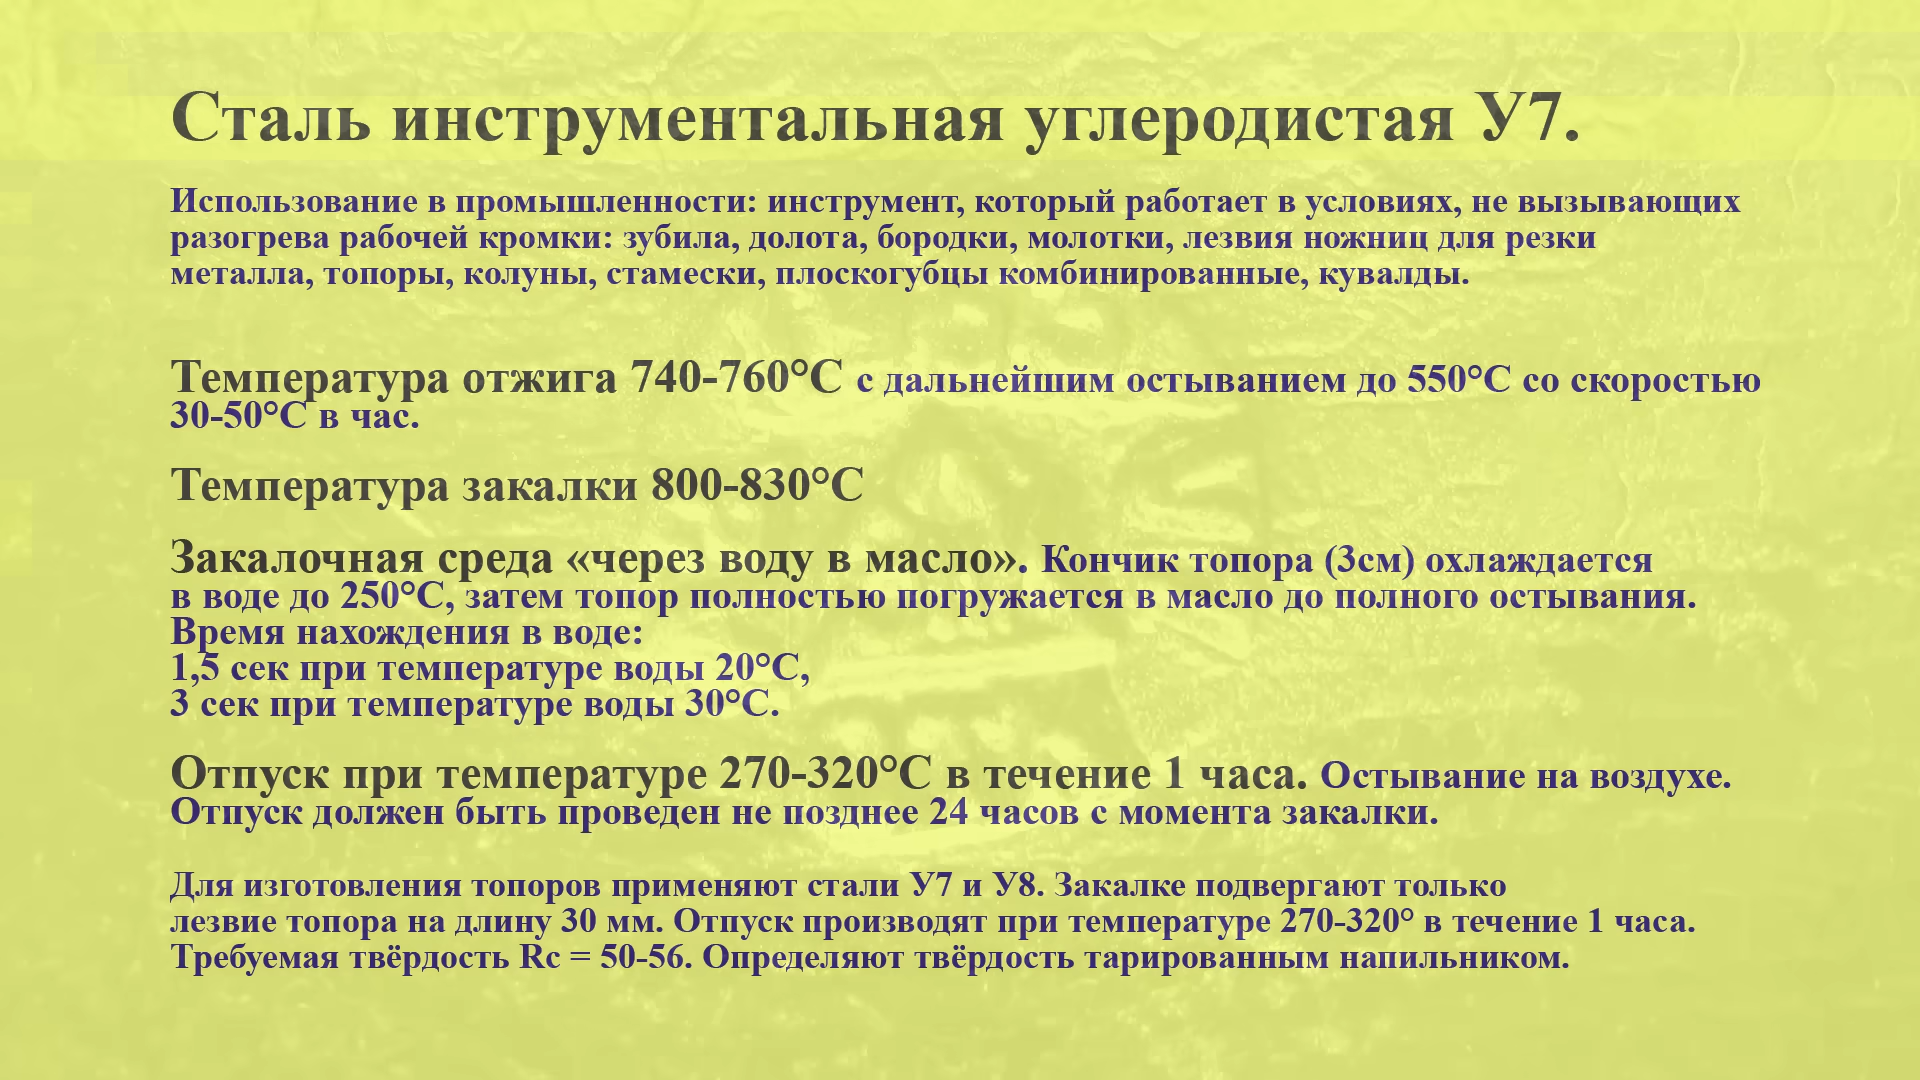 Сталь инструментальная углеродистая У7.
Использование в промышленности: инструмент, который работает в условиях, не вызывающих
разогрева рабочей кромки: зубила, долота, бородки, молотки, лезвия ножниц для резки
металла, топоры, колуны, стамески, плоскогубцы комбинированные, кувалды.
Температура отжига 740-760°С с дальнейшим остыванием до 550°С со скоростью
30-50°С в час.
Температура закалки 800-830°С
Закалочная среда «через воду в масло». Кончик топора (3см) охлаждается
в воде до 250°С, затем топор полностью погружается в масло до полного остывания.
Время нахождения в воде:
1,5 сек при температуре воды 20°С,
3 сек при температуре воды 30°С.
Отпуск при температуре 270-320°С в течение 1 часа. Остывание на воздухе.
Отпуск должен быть проведен не позднее 24 часов с момента закалки.
Для изготовления топоров применяют стали У7 и У8. Закалке подвергают только
лезвие топора на длину 30 мм. Отпуск производят при температуре 270-320° в течение 1 часа.
Требуемая твёрдость Rc = 50-56. Определяют твёрдость тарированным напильником.